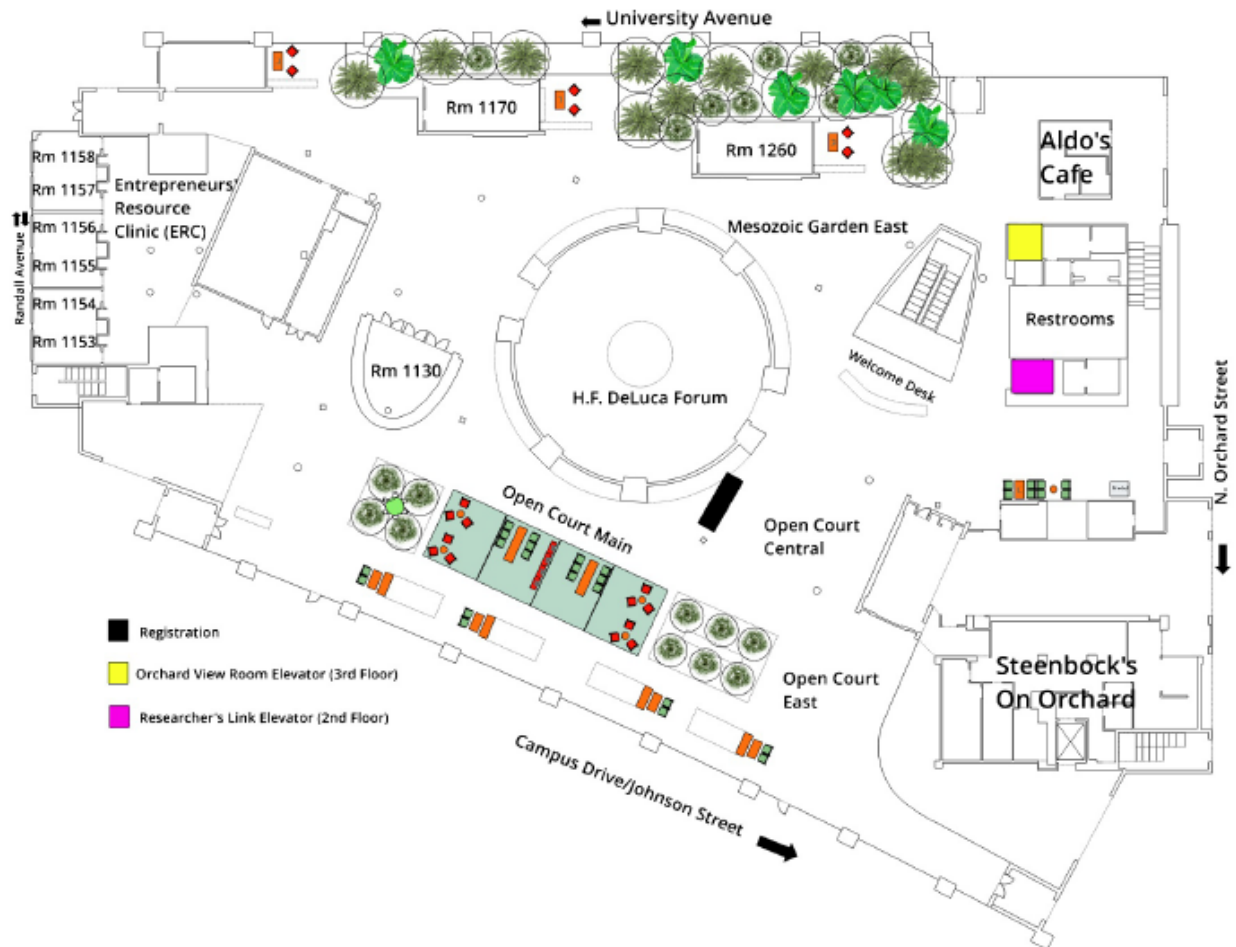 University Avenue
Rm 1170
Rm 1260
Aldo's
Cafe
Rm 1158
Rm 1157
Rm 1156
Rm 1155
Rm 1154
Rm 1153
Entrepreneurs'
Resource
Clinic (ERC)
Randall Avenue
Mesozoic Garden East
Restrooms
Rm 1130
Welcome Desk
H.F. DeLuca Forum
N. Orchard Street
Open Court Main
Open Court
Central
Registration
Orchard View Room Elevator (3rd Floor)
Researcher's Link Elevator (2nd Floor)
Open Court
East
Steenbock's
On Orchard
Campus Drive/Johnson Street